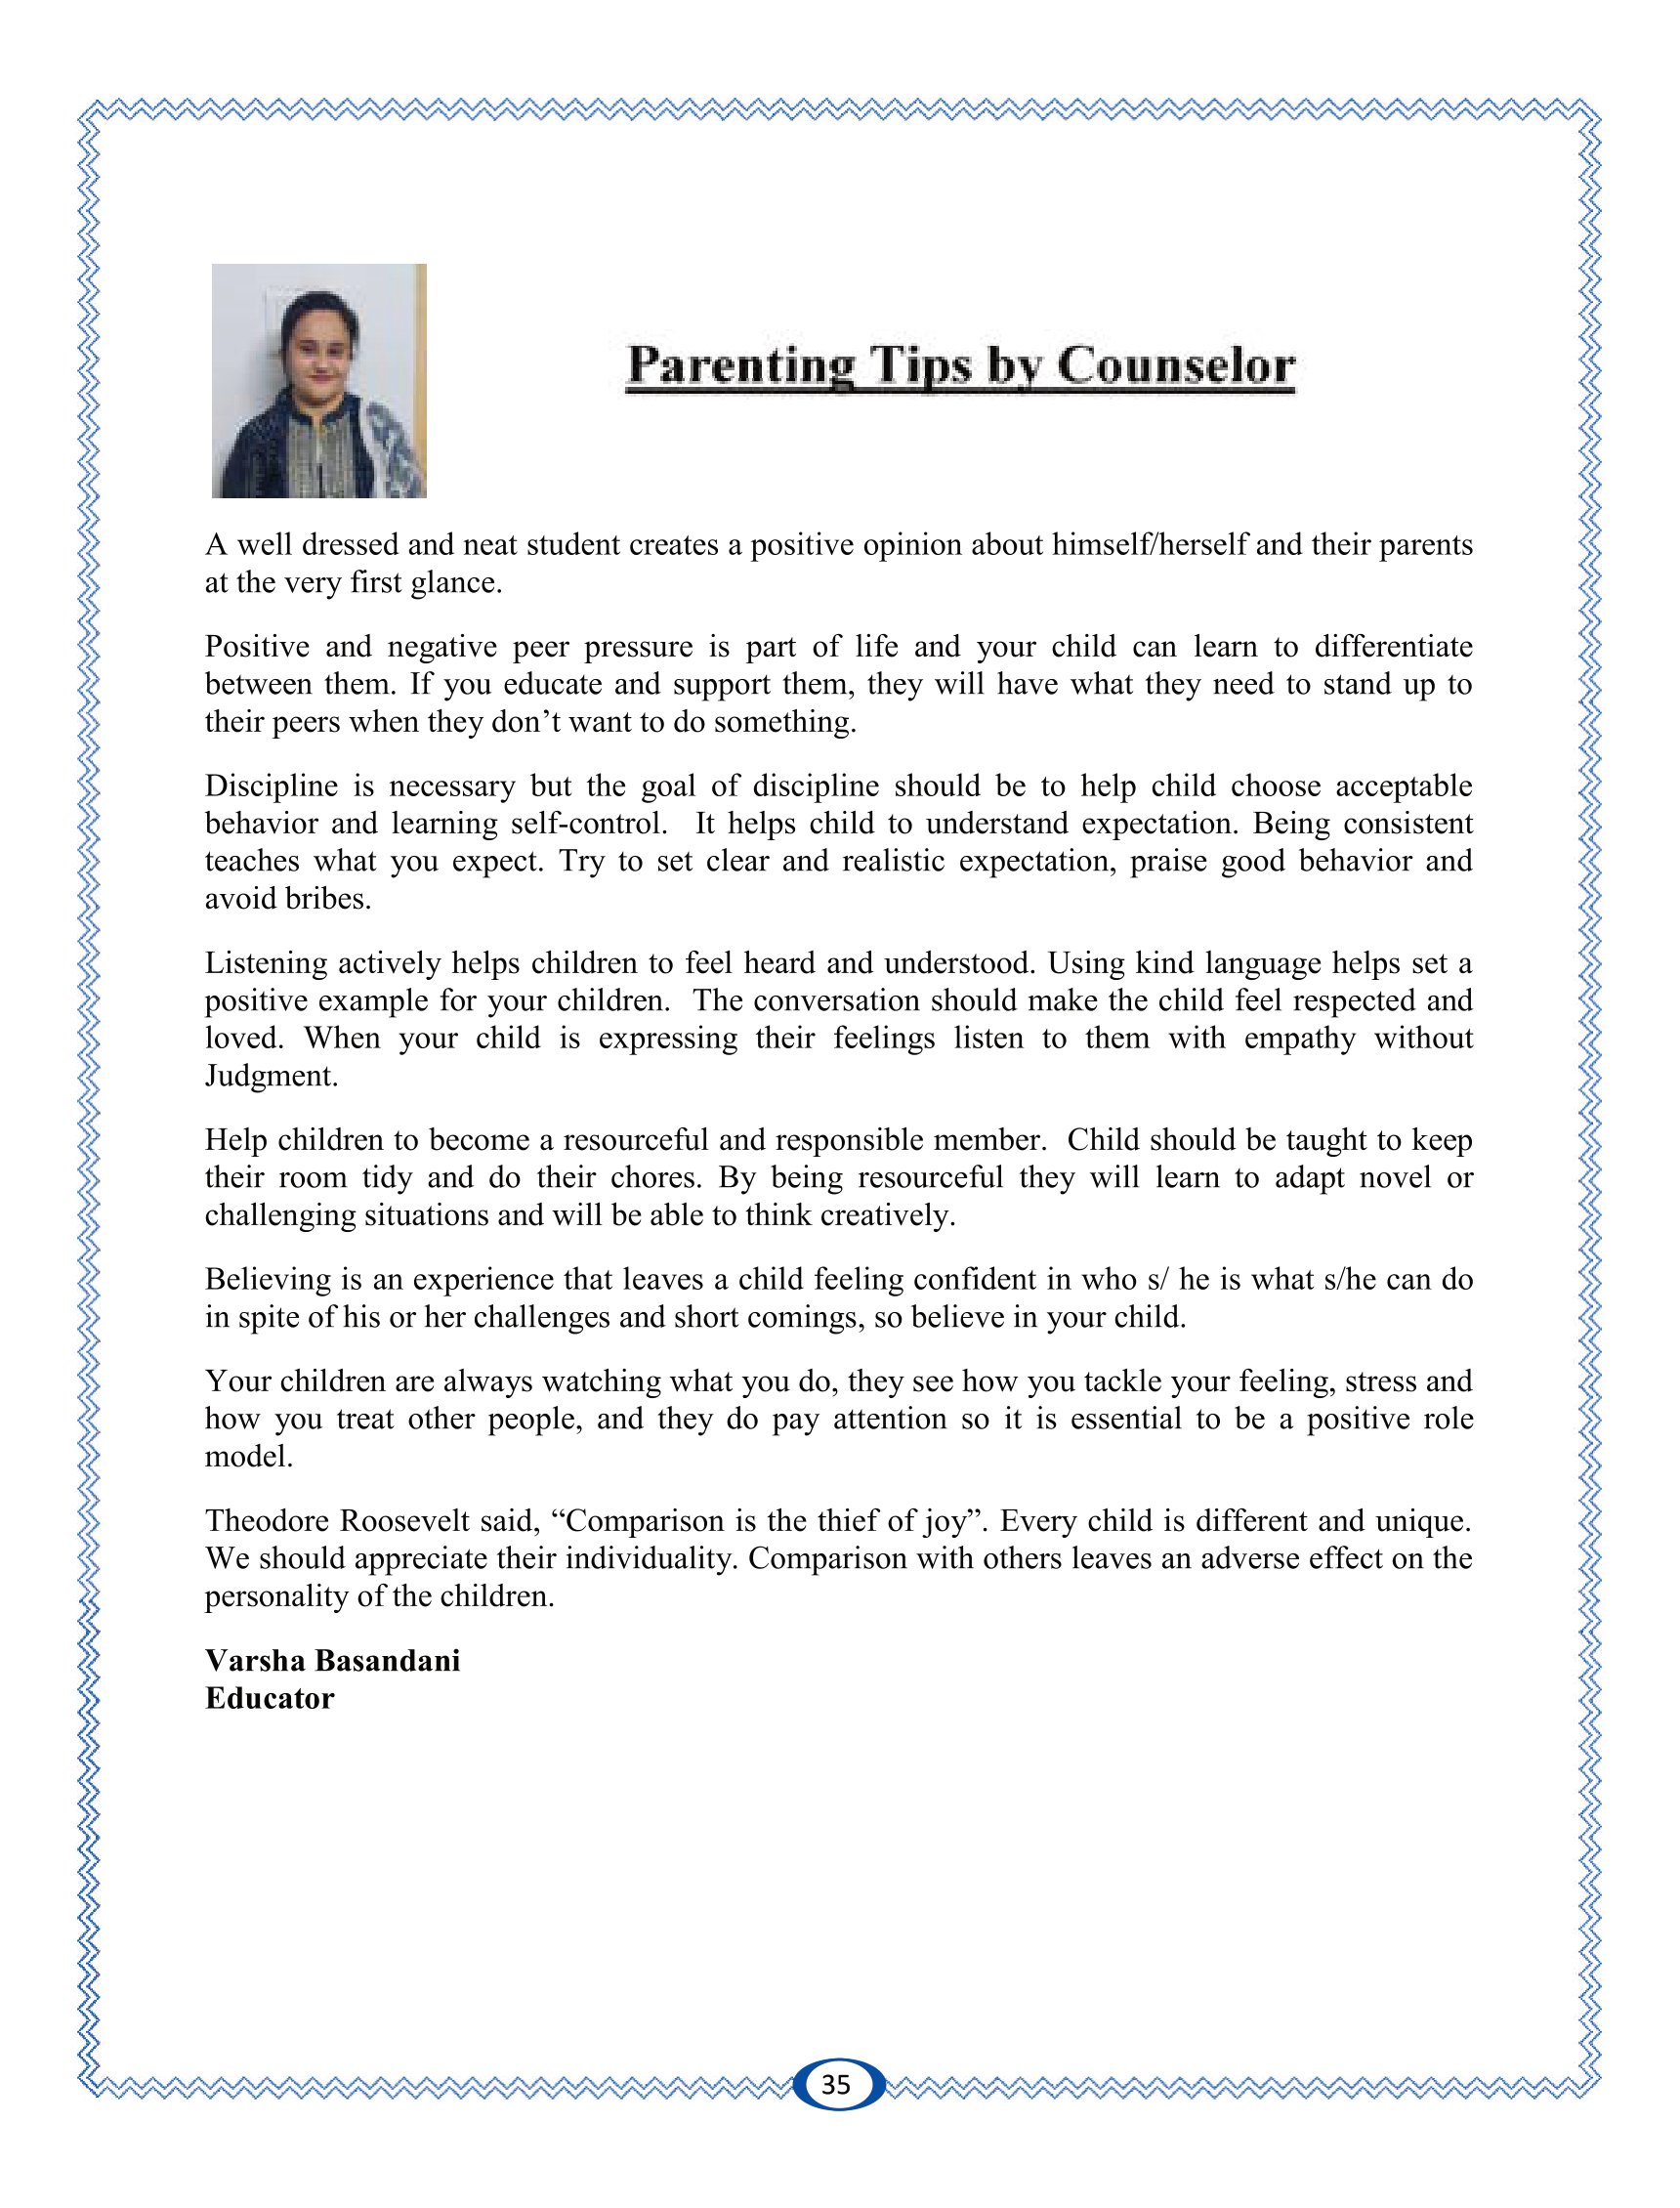 Parenting Tips by Counselor
A well dressed and neat student creates a positive opinion about himself/herself and their parents
at the very first glance.
Positive and negative peer pressure is part of life and your child can learn to differentiate
between them. If you educate and support them, they will have what they need to stand up to
their peers when they don’t want to do something.
Discipline is necessary but the goal of discipline should be to help child choose acceptable
behavior and learning self-control.  It helps child to understand expectation. Being consistent
teaches what you expect. Try to set clear and realistic expectation, praise good behavior and
avoid bribes.
Listening actively helps children to feel heard and understood. Using kind language helps set a
positive example for your children.  The conversation should make the child feel respected and
loved. When your child is expressing their feelings listen to them with empathy without
Judgment.
Help children to become a resourceful and responsible member.  Child should be taught to keep
their room tidy and do their chores. By being resourceful they will learn to adapt novel or
challenging situations and will be able to think creatively.
Believing is an experience that leaves a child feeling confident in who s/ he is what s/he can do
in spite of his or her challenges and short comings, so believe in your child.
Your children are always watching what you do, they see how you tackle your feeling, stress and
how you treat other people, and they do pay attention so it is essential to be a positive role
model.
Theodore Roosevelt said, “Comparison is the thief of joy”. Every child is different and unique.
We should appreciate their individuality. Comparison with others leaves an adverse effect on the
personality of the children.
Varsha Basandani
Educator
35